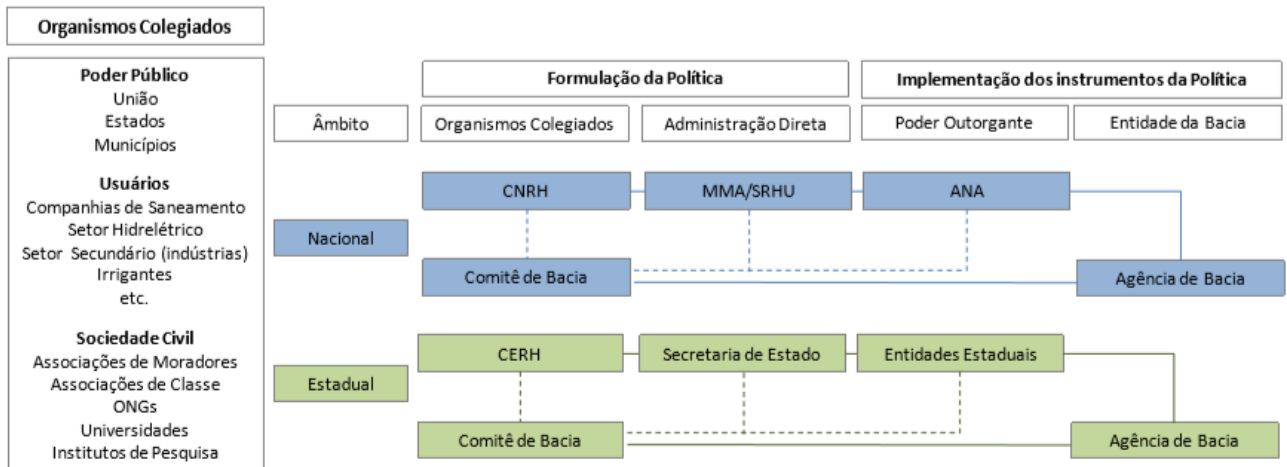 Organismos Colegiados
Poder Público
União
Estados
Municípios
Usuários
Companhias de Saneamento
Setor Hidrelétrico
Setor Secundário (indústrias)
Irrigantes
etc.
Sociedade Civil
Associações de Moradores
Associações de Classe
ONGs
Universidades
Institutos de Pesquisa
Formulação da Política
Implementação dos instrumentos da Política
Âmbito
Organismos Colegiados
Administração Direta
Poder Outorgante
Entidade da Bacia
Nacional
CNRH
MMA/SRHU
ANA
Comitê de Bacia
Agência de Bacia
Estadual
CERH
Secretaria de Estado
Entidades Estaduais
Comitê de Bacia
Agência de Bacia